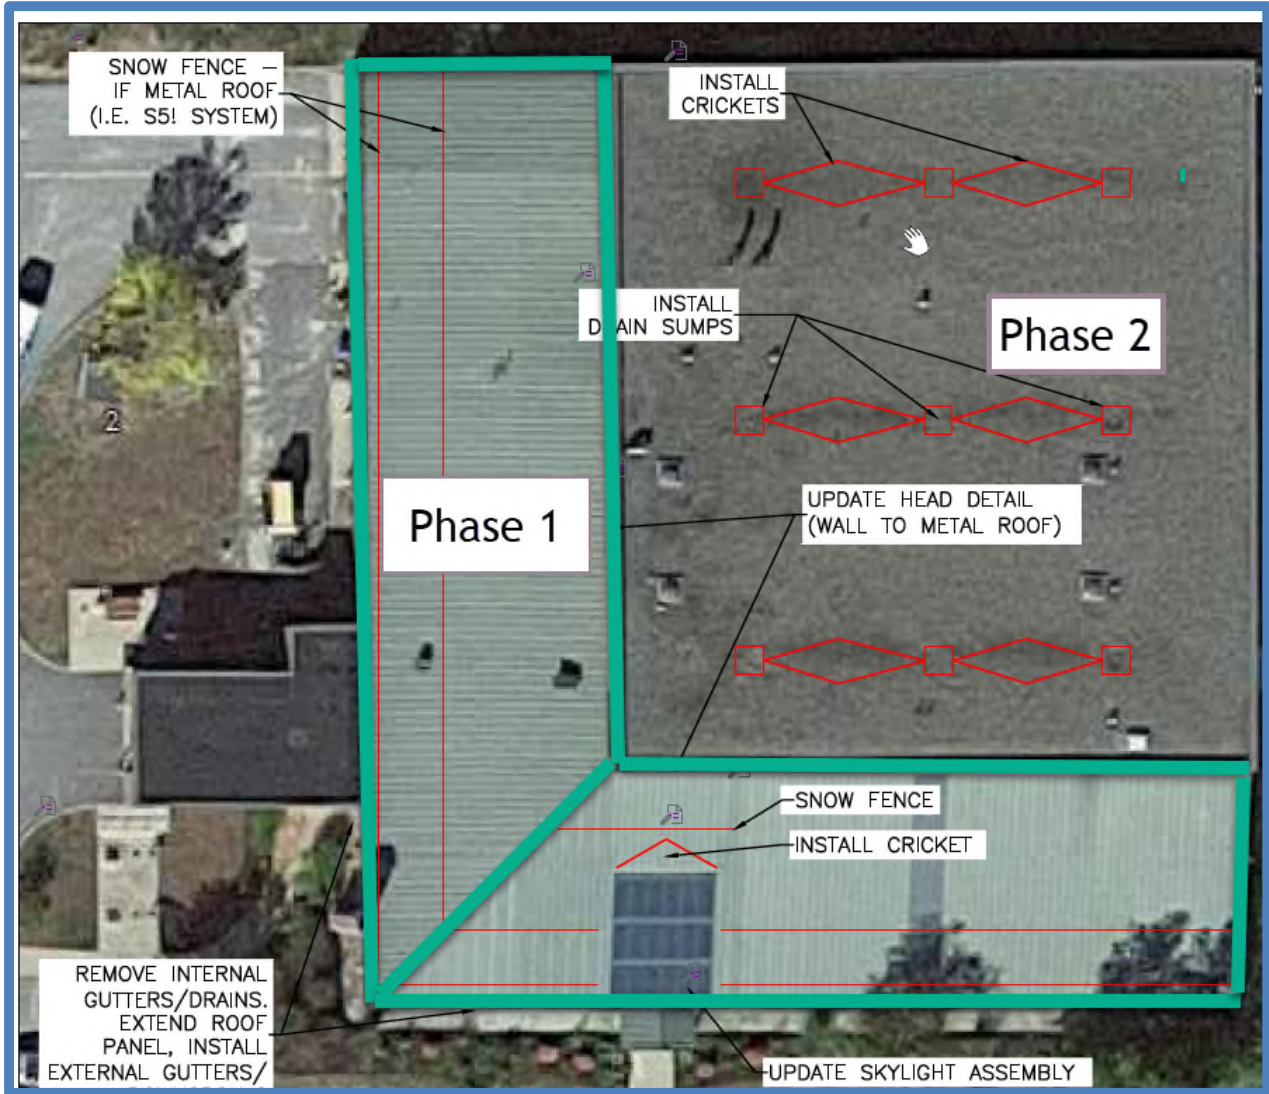 SNOW FENCE –
IF METAL ROOF
(I.E. S5! SYSTEM)
INSTALL
CRICKETS
INSTALL
DRAIN SUMPS
Phase 2
2
Phase 1
UPDATE HEAD DETAIL
(WALL TO METAL ROOF)
SNOW FENCE
INSTALL CRICKET
REMOVE INTERNAL
GUTTERS/DRAINS.
EXTEND ROOF
PANEL, INSTALL
EXTERNAL GUTTERS/
UPDATE SKYLIGHT ASSEMBLY